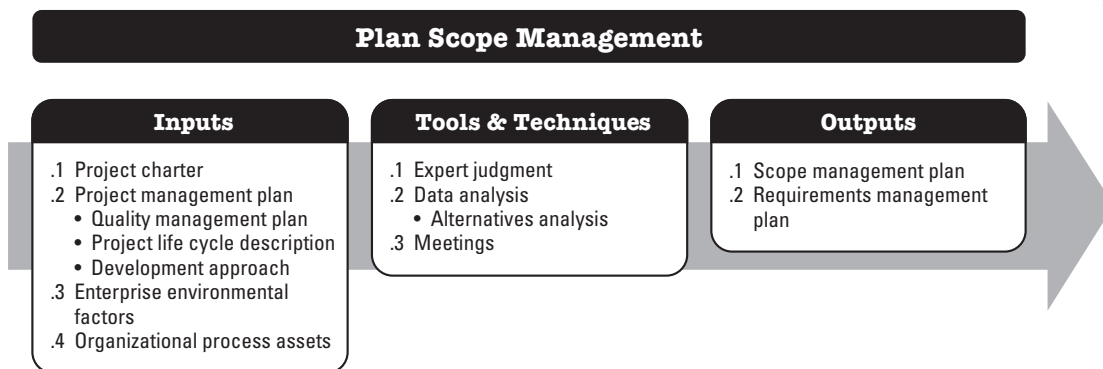 Plan Scope Management
Inputs
.1 Project charter
.2 Project management plan
• Quality management plan
• Project life cycle description
• Development approach
.3 Enterprise environmental
factors
.4 Organizational process assets
Tools & Techniques
.1 Expert judgment
.2 Data analysis
• Alternatives analysis
.3 Meetings
Outputs
.1 Scope management plan
.2 Requirements management
plan